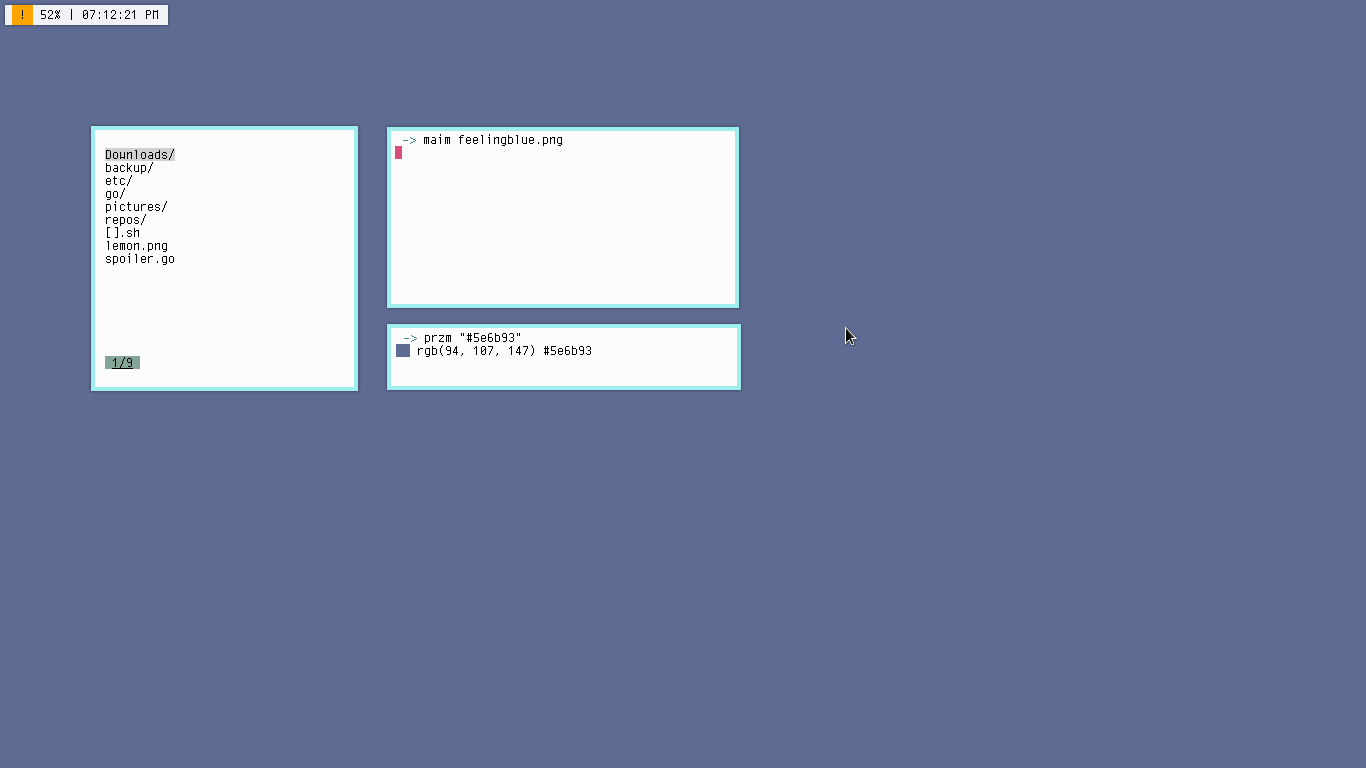 ! 52% | 07:12:21 PM
Downloads/
backup/
etc/
go/
pictures/
repos/
[].sh
lemon.png
spoiler.go
1/9
-> maim feelingblue.png
-> przm "#5e6b93"
rgb(94, 107, 147) #5e6b93